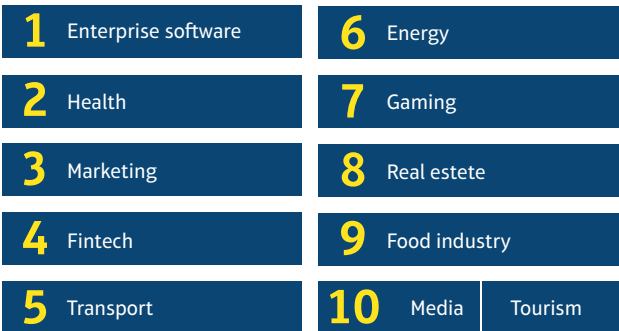 1 Enterprise software
2 Health
3 Marketing
4 Fintech
5 Transport
6 Energy
7 Gaming
8 Real estete
9 Food industry
10 Media Tourism